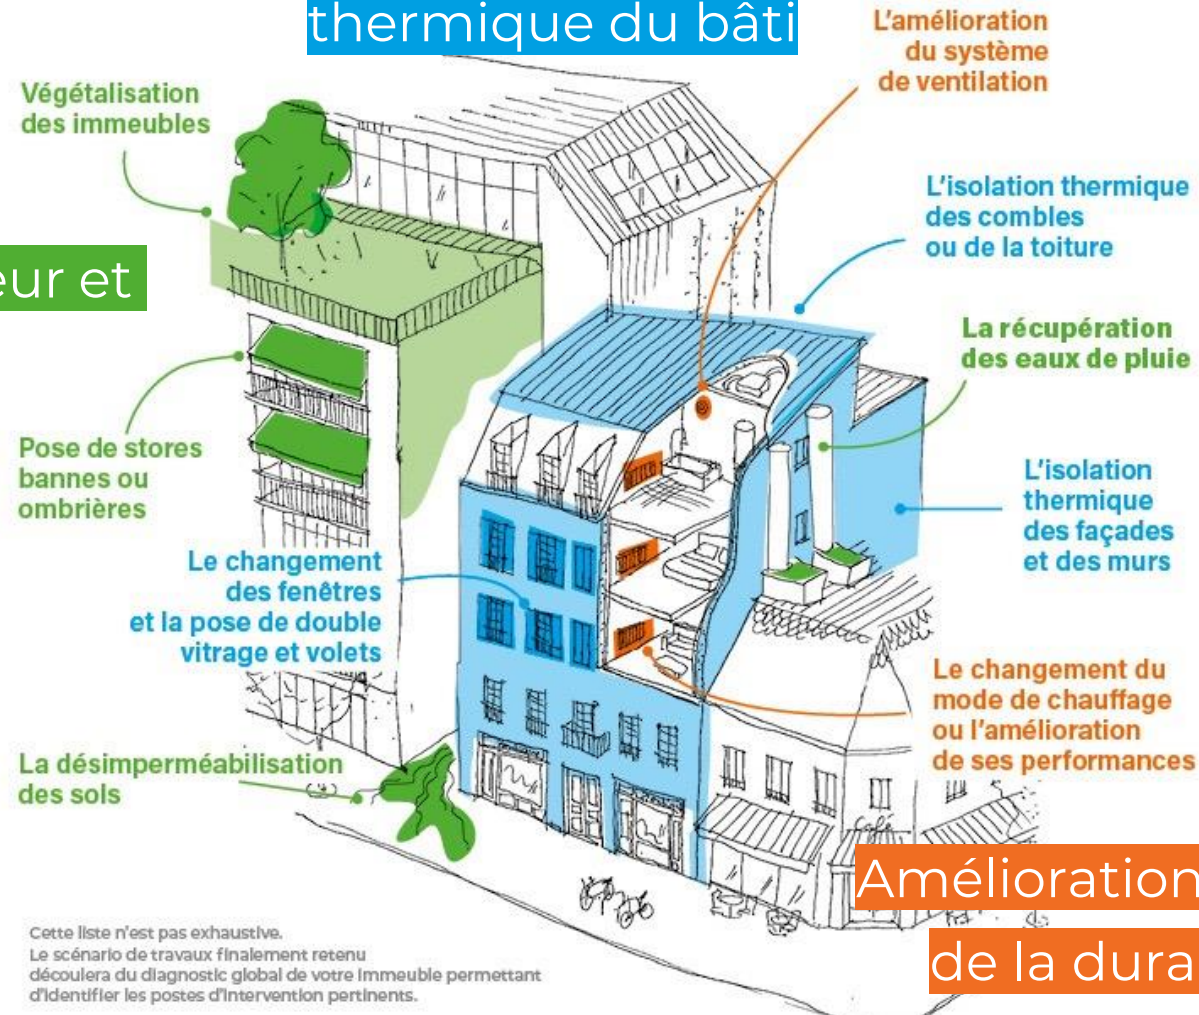 thermique du bâti
L'amélioration
du système
de ventilation
Végétalisation
des immeubles
L'isolation thermique
des combles
ou de la toiture
eur et
La récupération
des eaux de pluie
Pose de stores
bannes ou
ombrières
L'isolation
thermique
des façades
et des murs
Le changement
des fenêtres
et la pose de double
vitrage et volets
Le changement du
mode de chauffage
ou l'amélioration
de ses performances
La désimperméabilisation
des sols
Café
Amélioration
de la dura
Cette liste n'est pas exhaustive.
Le scénario de travaux finalement retenu
découlera du diagnostic global de votre immeuble permettant
d'identifier les postes d'intervention pertinents.